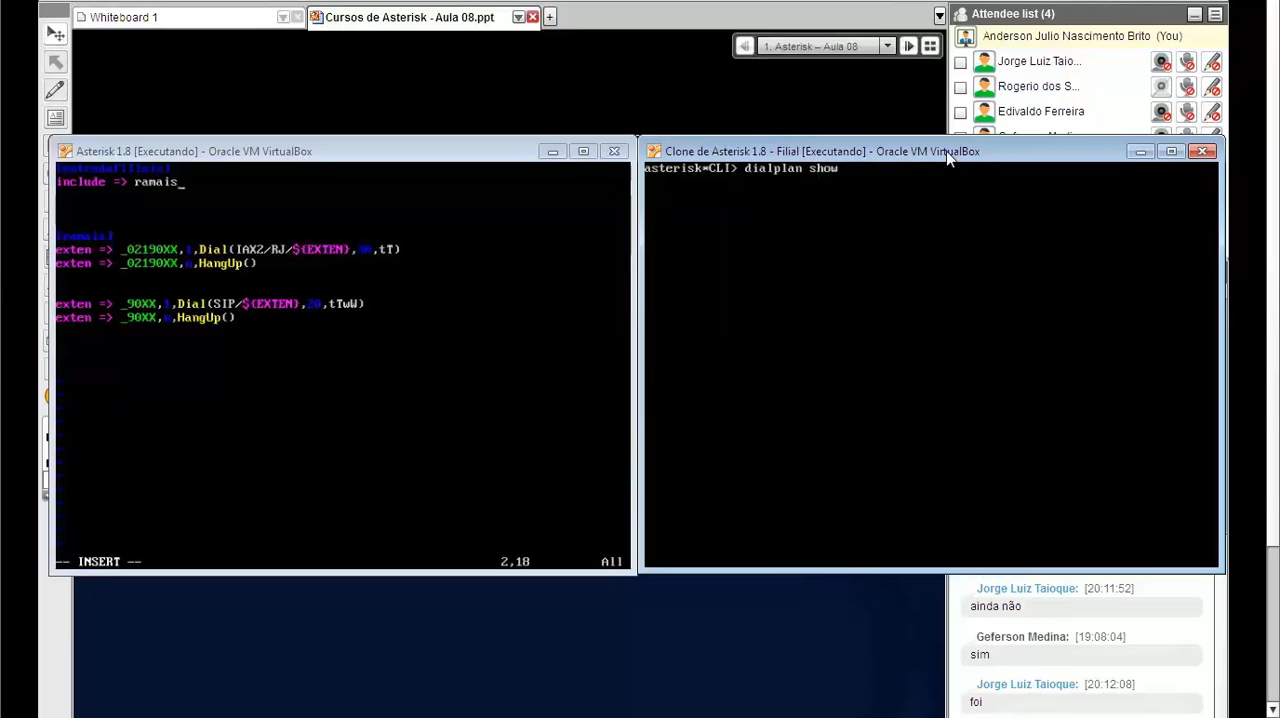 Whiteboard 1
Cursos de Asterisk - Aula 08.ppt
Attendee list (4)
Anderson Julio Nascimento Brito (You)
1. Asterisk – Aula 08
Jorge Luiz Taio...
Rogerio dos S...
Edivaldo Ferreira
Geferson Medina
Asterisk 1.8 [Executando] - Oracle VM VirtualBox
[entradafiliais]
include => ramais_
[ramais]
exten => _02190XX,1,Dial(IAX2/RJ/${EXTEN},30,tT)
exten => _02190XX,n,HangUp()
exten => _90XX,1,Dial(SIP/${EXTEN},20,tTwW)
exten => _90XX,n,HangUp()
~
~
~
~
~
~
~
~
~
~
~
~
~
-- INSERT --
2,18
All
Clone de Asterisk 1.8 - Filial [Executando] - Oracle VM VirtualBox
asterisk*CLI> dialplan show
Jorge Luiz Taioque: [20:11:52]
ainda não
Geferson Medina: [19:08:04]
sim
Jorge Luiz Taioque: [20:12:08]
foi